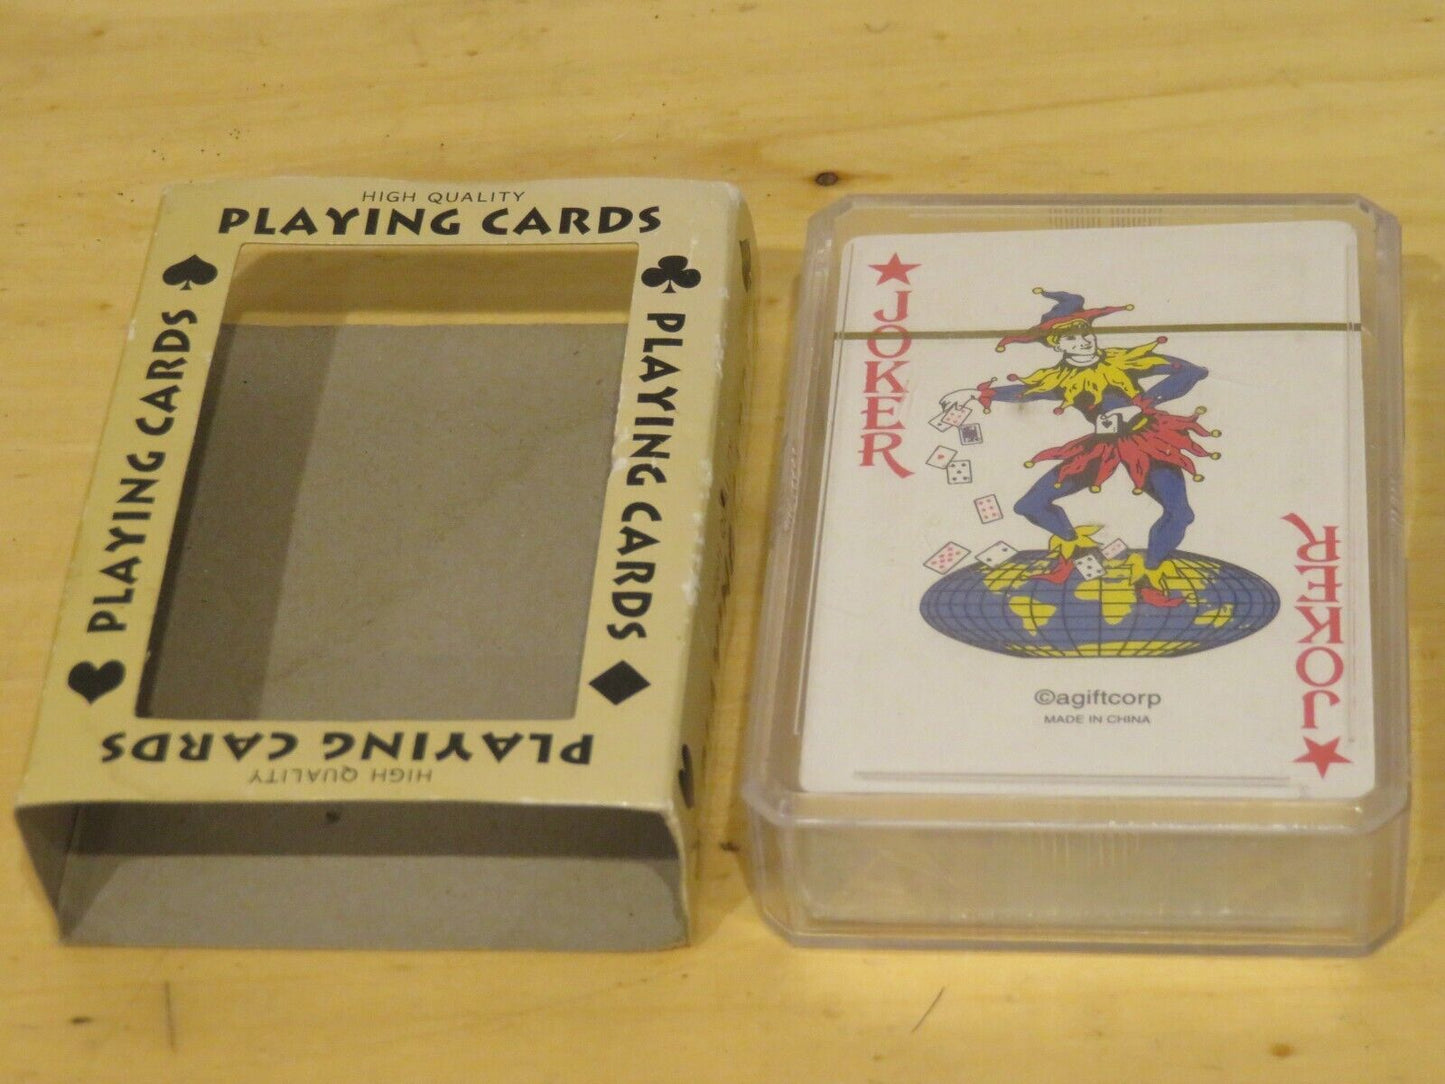 HIGH QUALITY
PLAYING CARDS
PLAYING CARDS
PLAYING CARDS
PLAYING CARDS
HIGH QUALITY
JOKER
©agiftcorp
MADE IN CHINA
JOKER